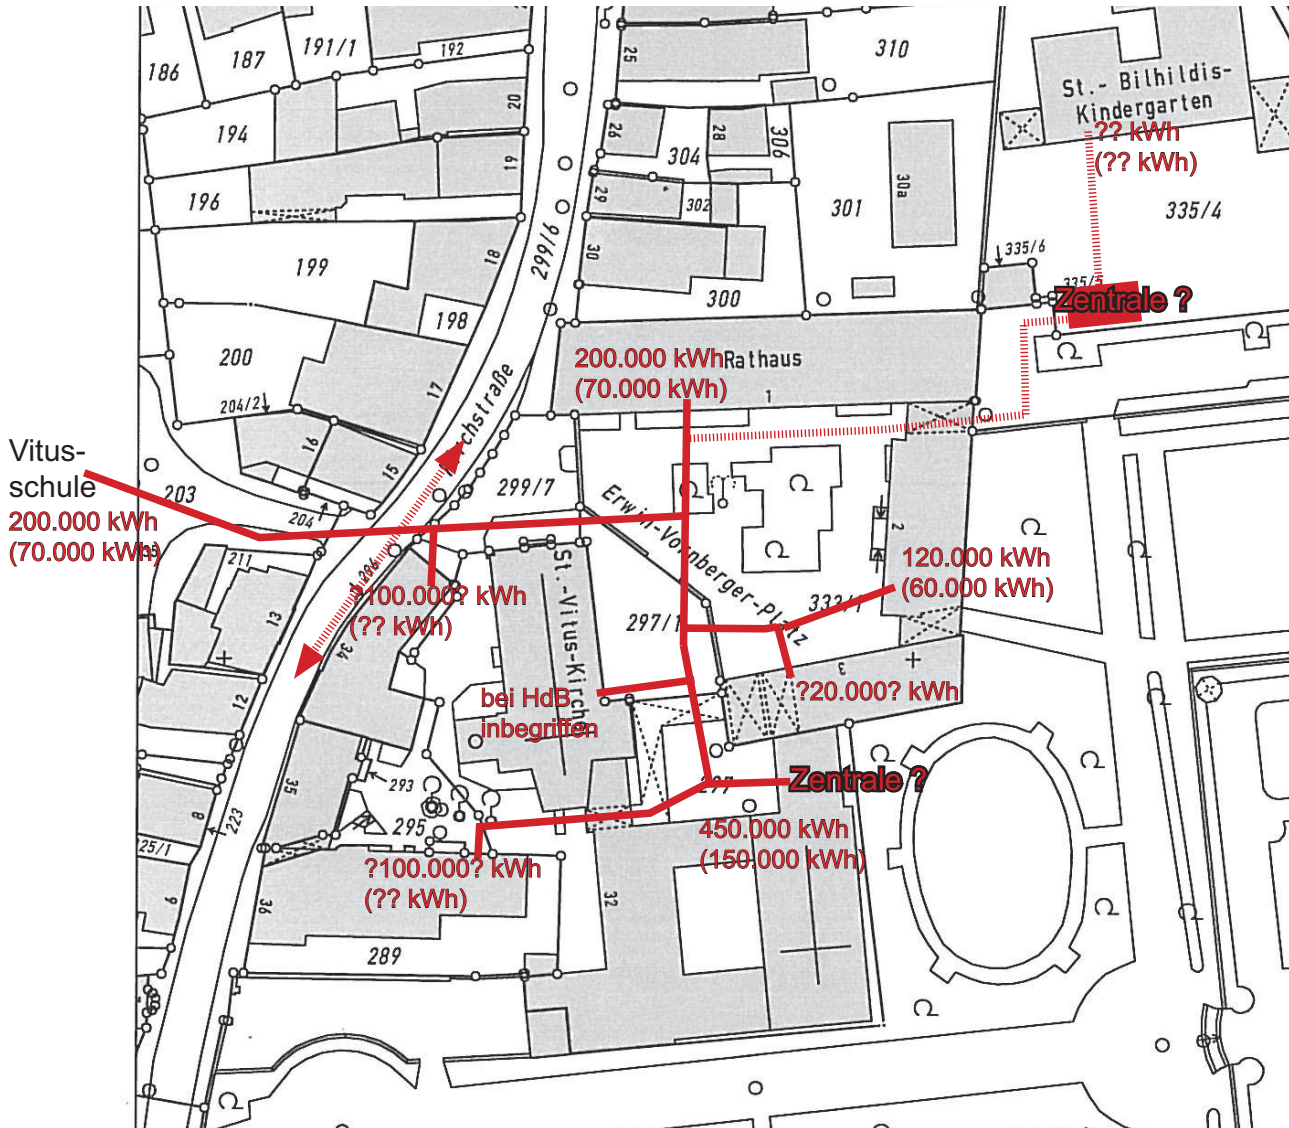 186
187
191/1
192
25
310
St.- Bilhildis-
Kindergarten
?? kWh
(?? kWh)
194
20
26
28
306
304
19
196
29
302
30a
301
335/4
199
18
299/6
30
335/6
335/5
300
Zentrale ?
198
200
17
200.000 kWh
(70.000 kWh)
Rathaus
1
204/2
16
15
Kirchstraße
Vitus-
schule
200.000 kWh
(70.000 kWh)
203
204
299/7
Erwin-Vornberger-Platz
2
211
296
13
?100.000? kWh
(?? kWh)
St.-Vitus-Kirche
297/1
333/1
120.000 kWh
(60.000 kWh)
34
12
3
?20.000? kWh
bei HdB
inbegriffen
35
293
297
Zentrale ?
8
223
295
450.000 kWh
(150.000 kWh)
225/1
?100.000? kWh
(?? kWh)
9
36
32
289